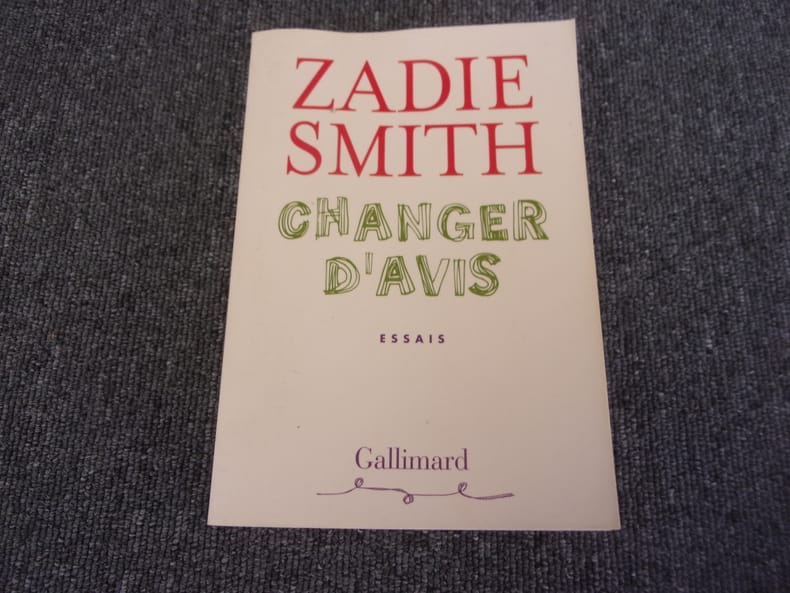 ZADIE
SMITH
CHANGER
D'AVIS
ESSAIS
Gallimard